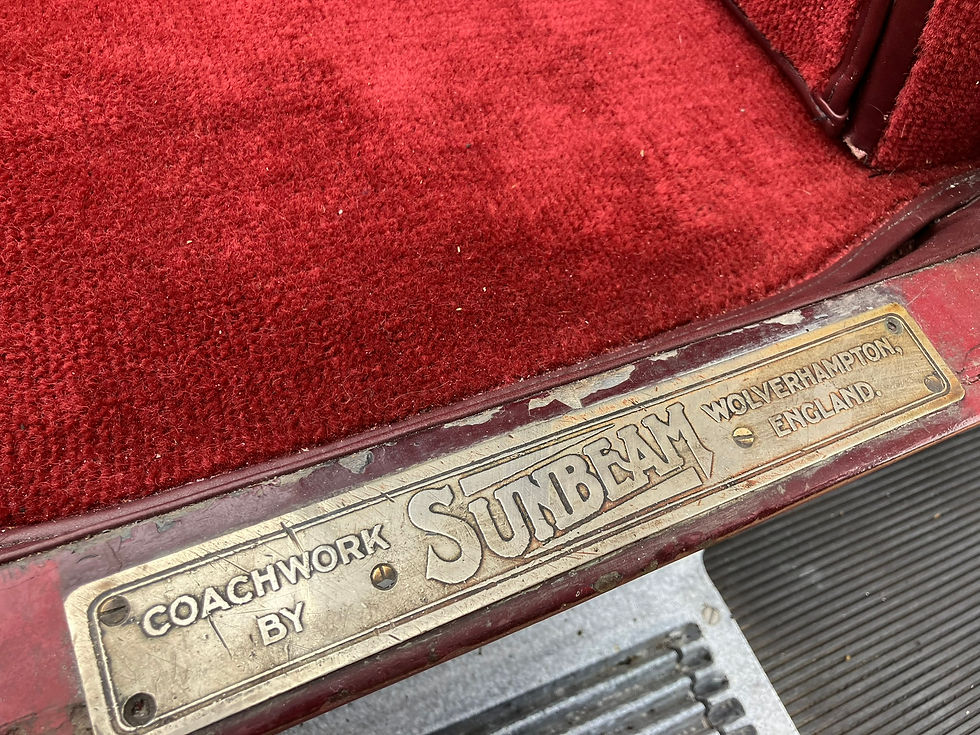 COACHWORK
BY
SUNBEAM
WOLVERHAMPTON,
ENGLAND.